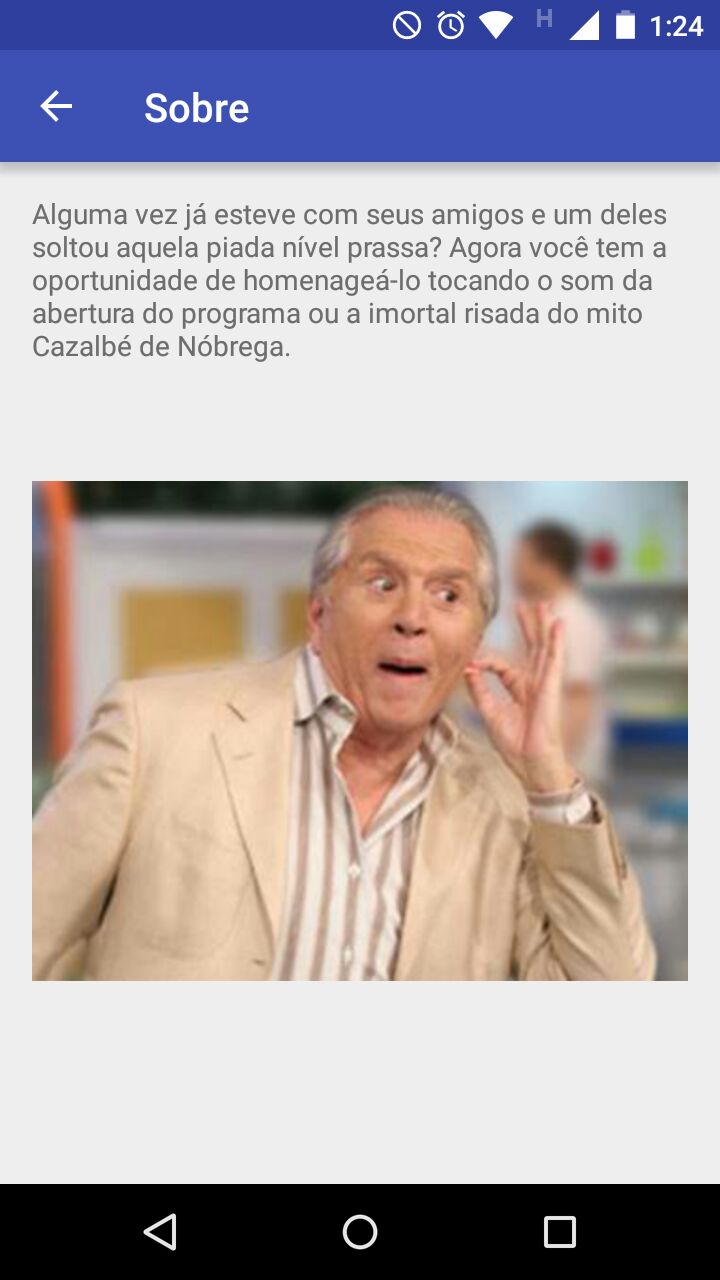 H 1:24
Sobre
Alguma vez já esteve com seus amigos e um deles
soltou aquela piada nível prassa? Agora você tem a
oportunidade de homenageá-lo tocando o som da
abertura do programa ou a imortal risada do mito
Cazalbé de Nóbrega.